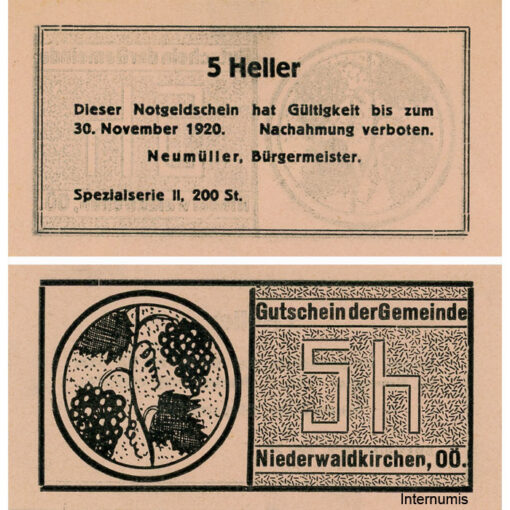 5 Heller
Dieser Notgeldschein hat Gültigkeit bis zum
30. November 1920. Nachahmung verboten.
Neumüller, Bürgermeister.
Spezialserie II, 200 St.
Gutschein der Gemeinde
5h
Niederwaldkirchen, OÖ.
Internumis